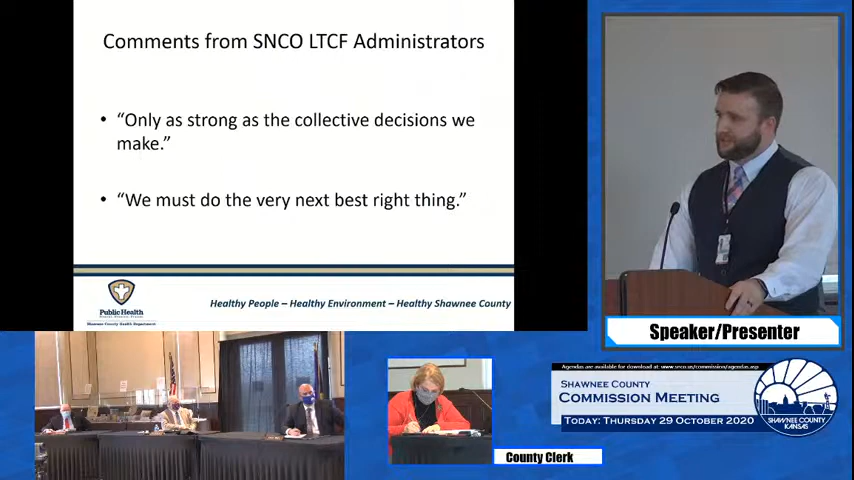 Comments from SNCO LTCF Administrators
• “Only as strong as the collective decisions we
make.”
• “We must do the very next best right thing.”
Public Health
Shawnee County Health Department
Healthy People – Healthy Environment – Healthy Shawnee County
Speaker/Presenter
County Clerk
Agendas are available for download at www.snco.us/commission/agendas.asp
SHAWNEE COUNTY
COMMISSION MEETING
TODAY: THURSDAY 29 OCTOBER 2020
SHAWNEE COUNTY
KANSAS